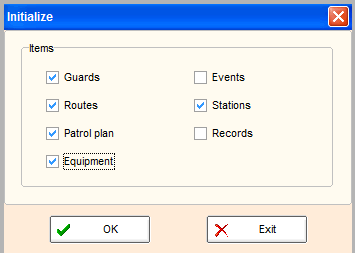 Initialize
Items
Guards
Events
Routes
Stations
Patrol plan
Records
Equipment
OK
Exit